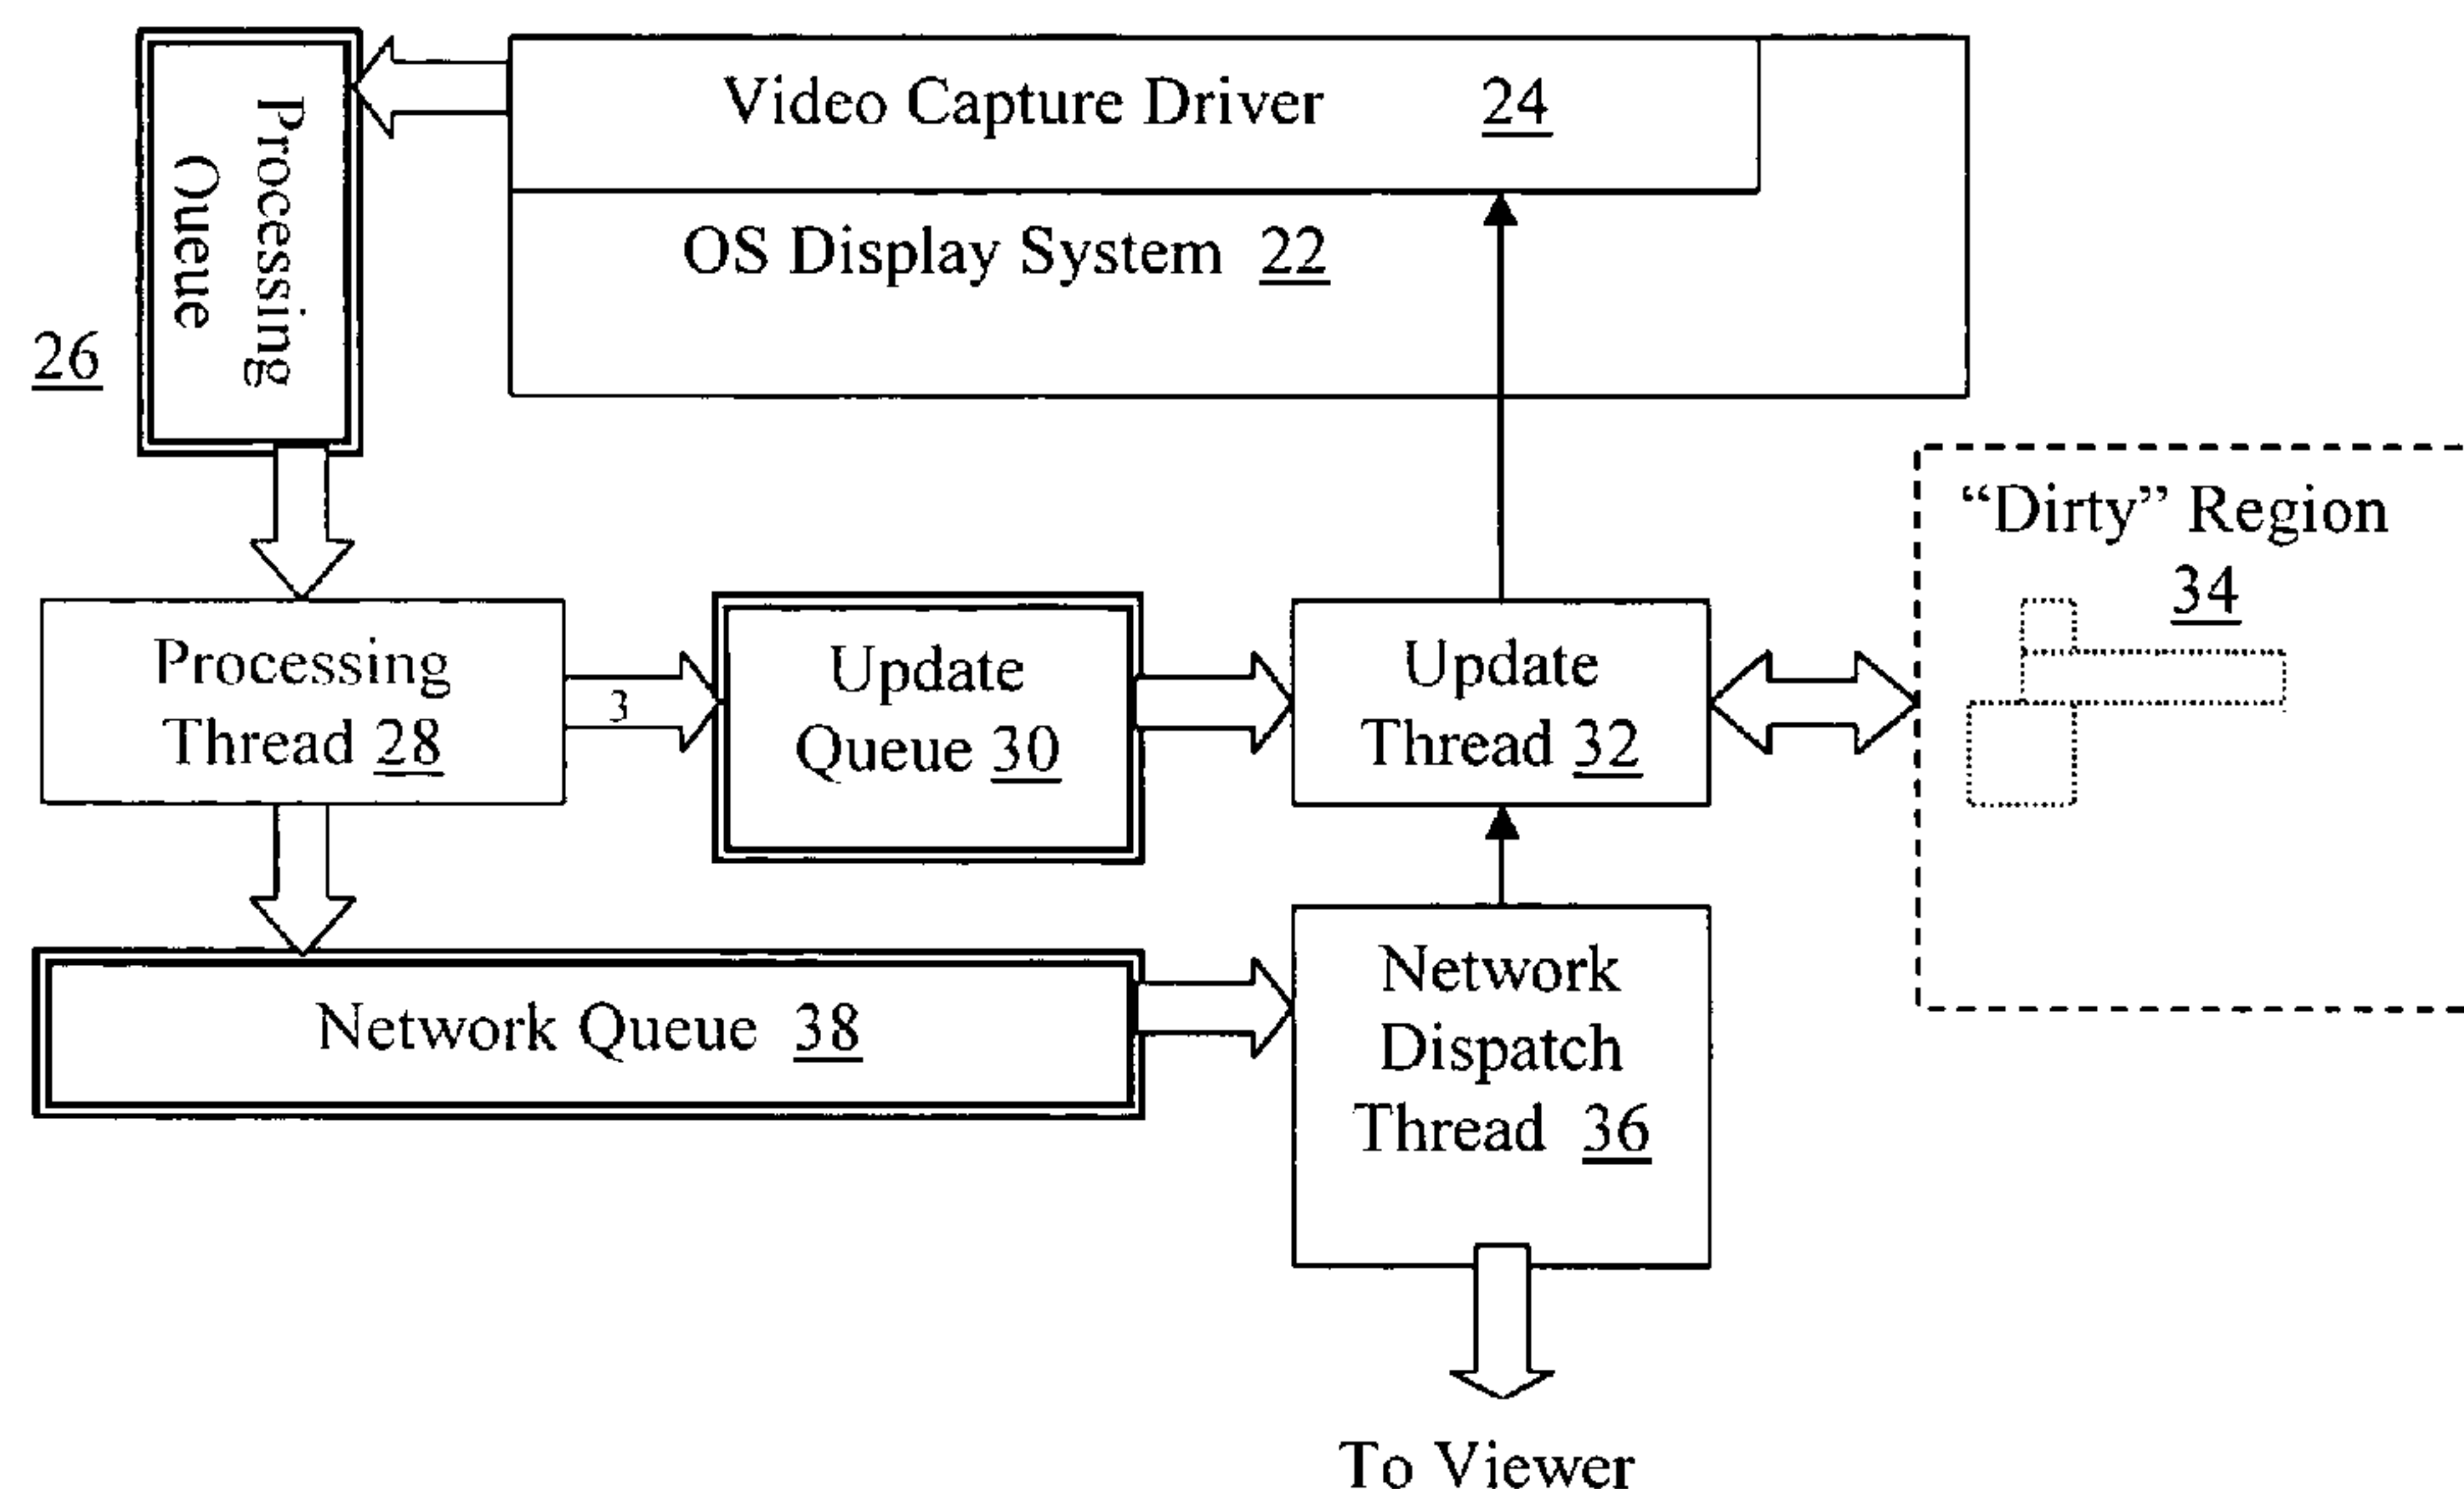 Video Capture Driver 24
OS Display System 22
Processing
Queue
26
"Dirty" Region
34
Processing
Thread 28
3
Update
Queue 30
Update
Thread 32
Network
Dispatch
Thread 36
Network Queue 38
To Viewer